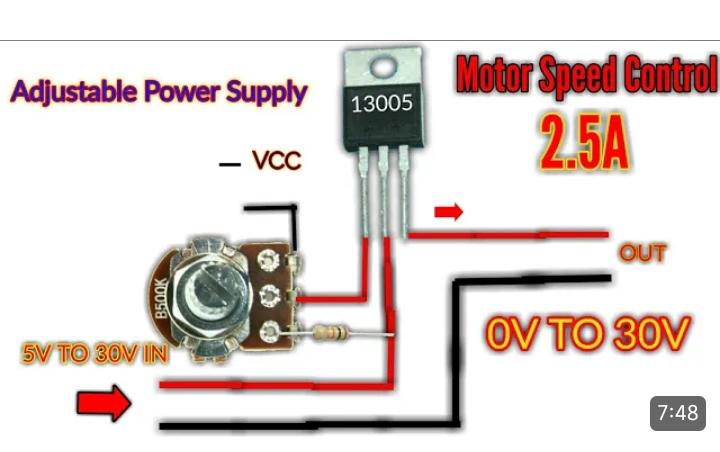 Adjustable Power Supply
13005
Motor Speed Control
2.5A
— VCC
OUT
B500K
0V TO 30V
5V TO 30V IN
7:48